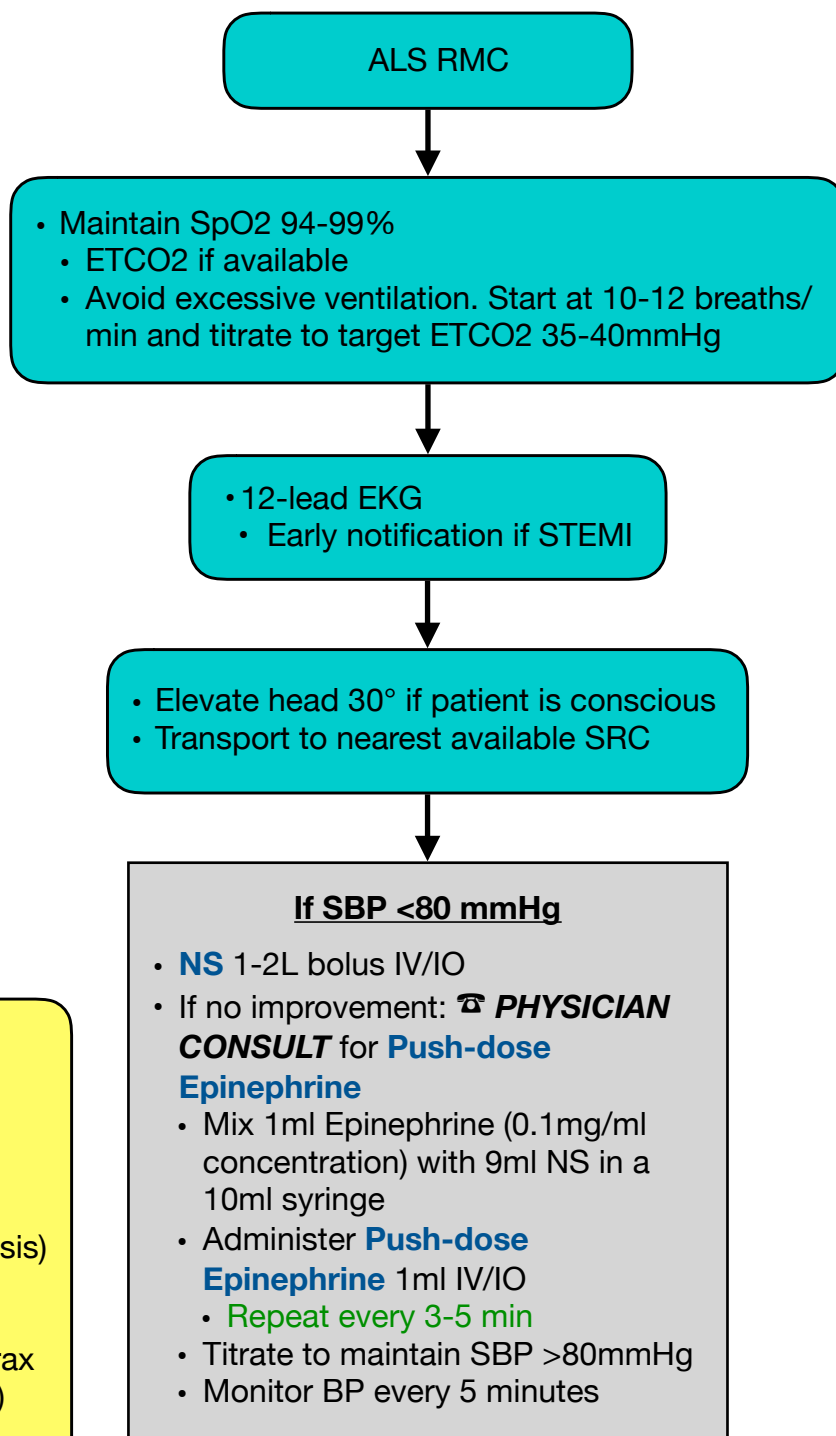 ALS RMC
• Maintain SpO2 94-99%
• ETCO2 if available
• Avoid excessive ventilation. Start at 10-12 breaths/
min and titrate to target ETCO2 35-40mmHg
• 12-lead EKG
• Early notification if STEMI
• Elevate head 30° if patient is conscious
• Transport to nearest available SRC
If SBP <80 mmHg
• NS 1-2L bolus IV/IO
• If no improvement: ☎ PHYSICIAN
CONSULT for Push-dose
Epinephrine
• Mix 1ml Epinephrine (0.1mg/ml
concentration) with 9ml NS in a
10ml syringe
• Administer Push-dose
Epinephrine 1ml IV/IO
• Repeat every 3-5 min
• Titrate to maintain SBP >80mmHg
• Monitor BP every 5 minutes
sis)
rax
)